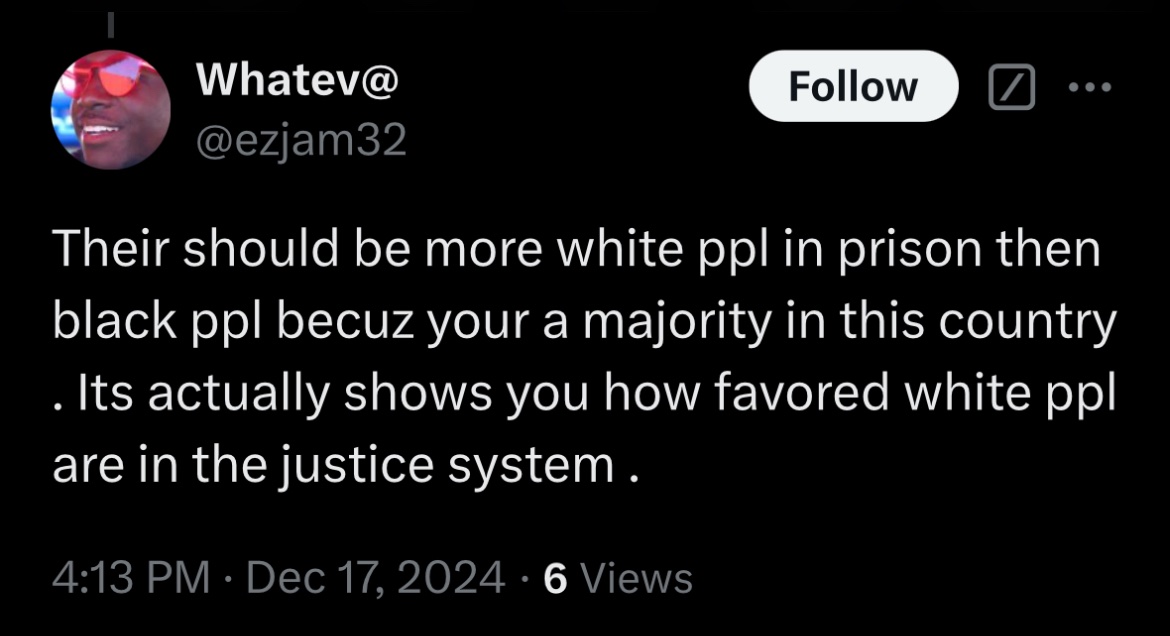 Whatev@
Follow
@ezjam32
Their should be more white ppl in prison then
black ppl becuz your a majority in this country
. Its actually shows you how favored white ppl
are in the justice system .
4:13 PM · Dec 17, 2024 · 6 Views